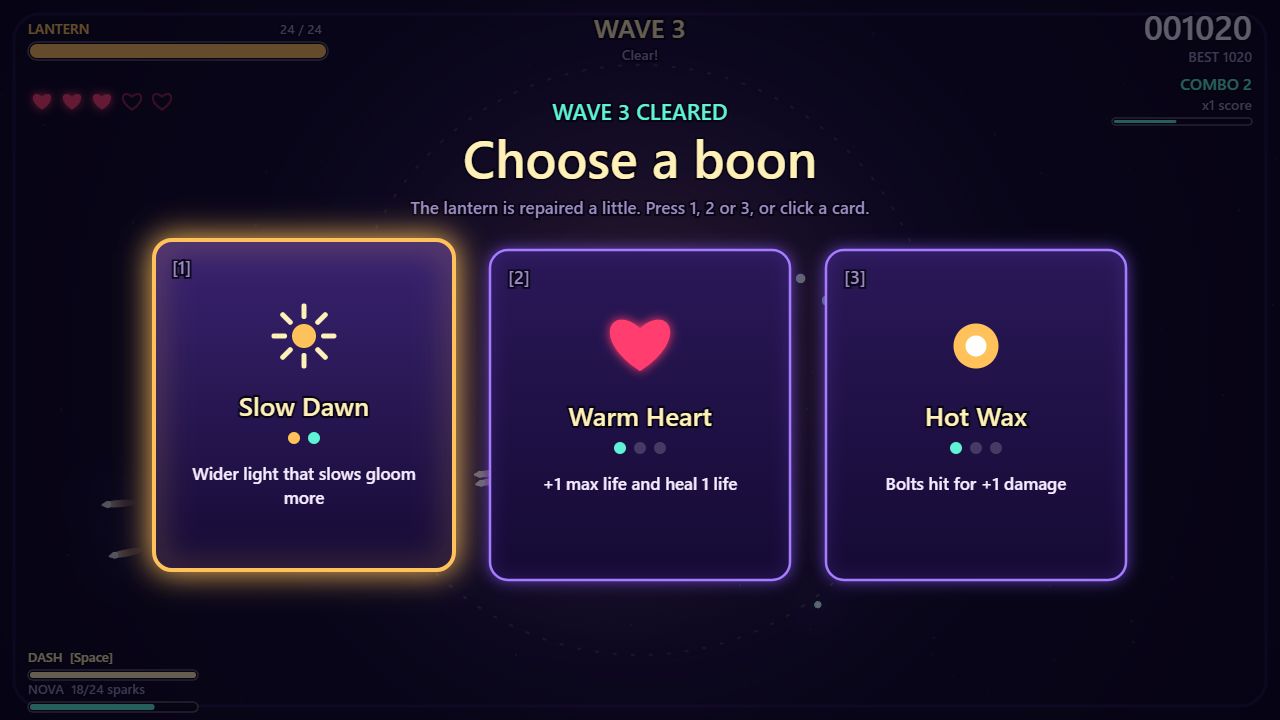 LANTERN 24 / 24
WAVE 3
Clear!
001020
BEST 1020
COMBO 2
x1 score
WAVE 3 CLEARED
Choose a boon
The lantern is repaired a little. Press 1, 2 or 3, or click a card.
[1]
Slow Dawn
Wider light that slows gloom
more
[2]
Warm Heart
+1 max life and heal 1 life
[3]
Hot Wax
Bolts hit for +1 damage
DASH [Space]
NOVA 18/24 sparks